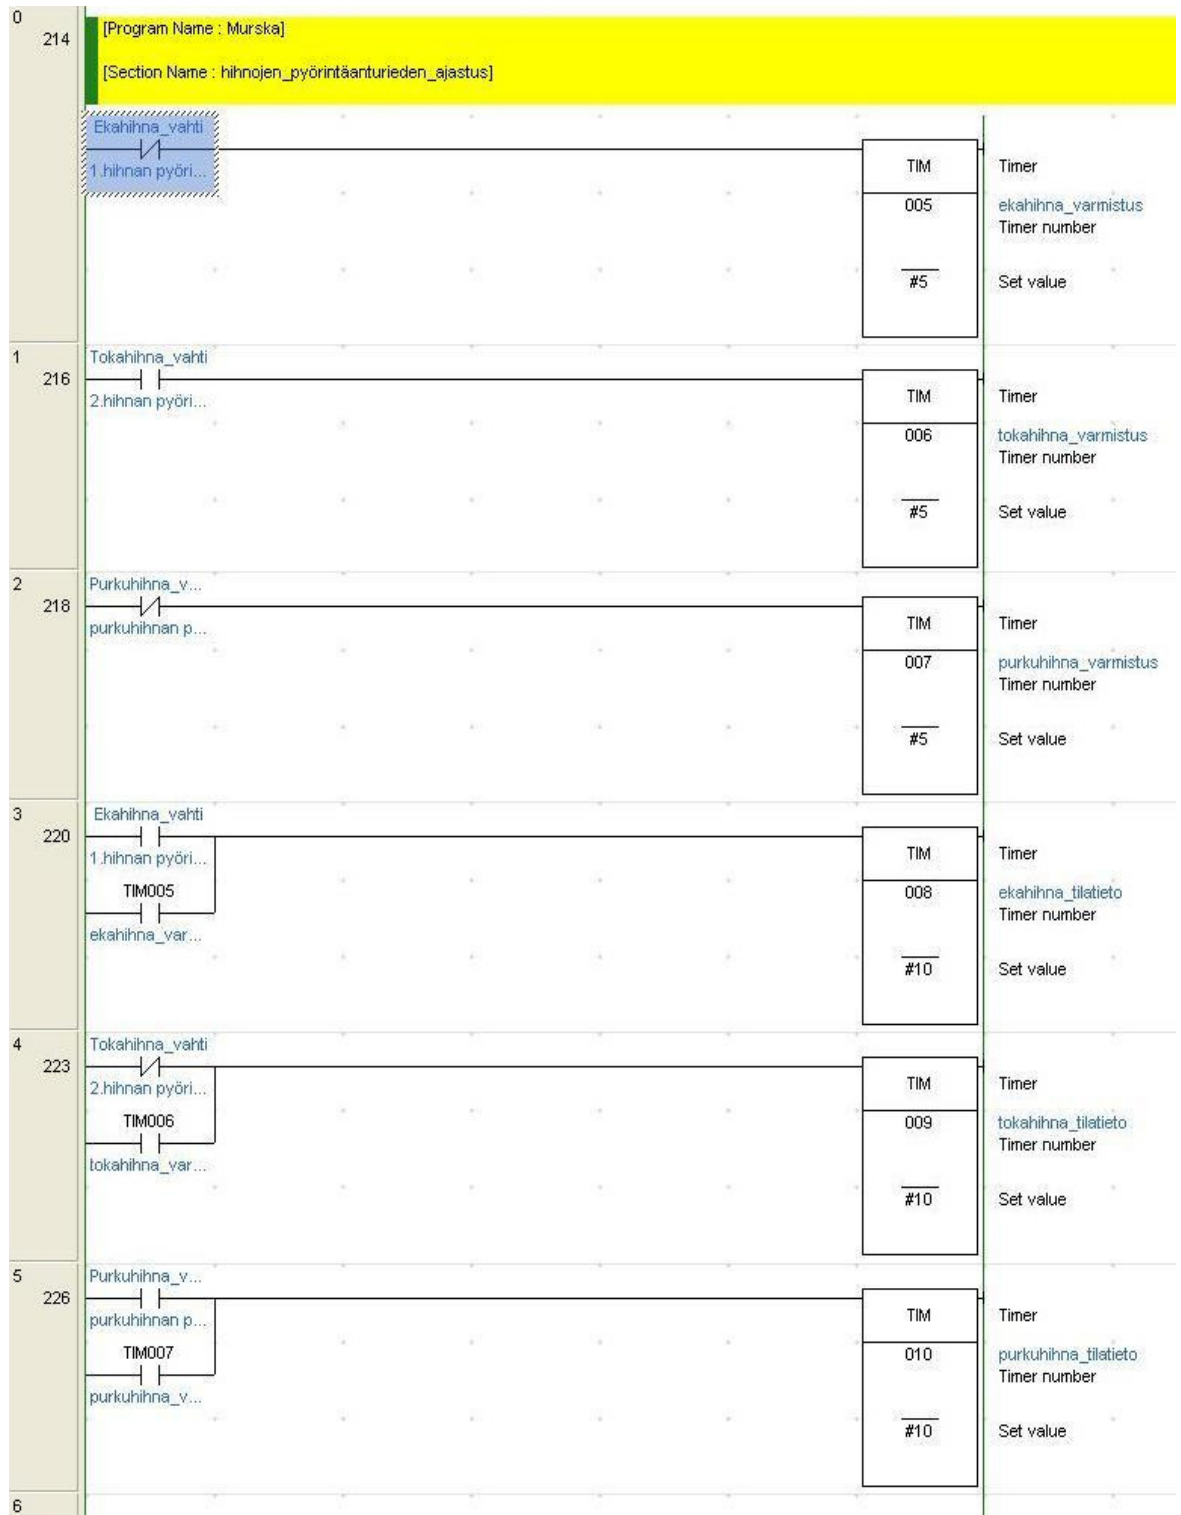 0
214
[Program Name : Murska]
[Section Name : hihnojen_pyörintäanturieden_ajastus]
Ekahihna_vahti
1.hihnan pyöri...
TIM
Timer
005
ekahihna_varmistus
Timer number
#5
Set value
1
216
Tokahihna_vahti
2.hihnan pyöri...
TIM
Timer
006
tokahihna_varmistus
Timer number
#5
Set value
2
218
Purkuhihna_v...
purkuhihnan p...
TIM
Timer
007
purkuhihna_varmistus
Timer number
#5
Set value
3
220
Ekahihna_vahti
1.hihnan pyöri...
TIM005
ekahihna_var...
TIM
Timer
008
ekahihna_tilatieto
Timer number
#10
Set value
4
223
Tokahihna_vahti
2.hihnan pyöri...
TIM006
tokahihna_var...
TIM
Timer
009
tokahihna_tilatieto
Timer number
#10
Set value
5
226
Purkuhihna_v...
purkuhihnan p...
TIM007
purkuhihna_v...
TIM
Timer
010
purkuhihna_tilatieto
Timer number
#10
Set value
6